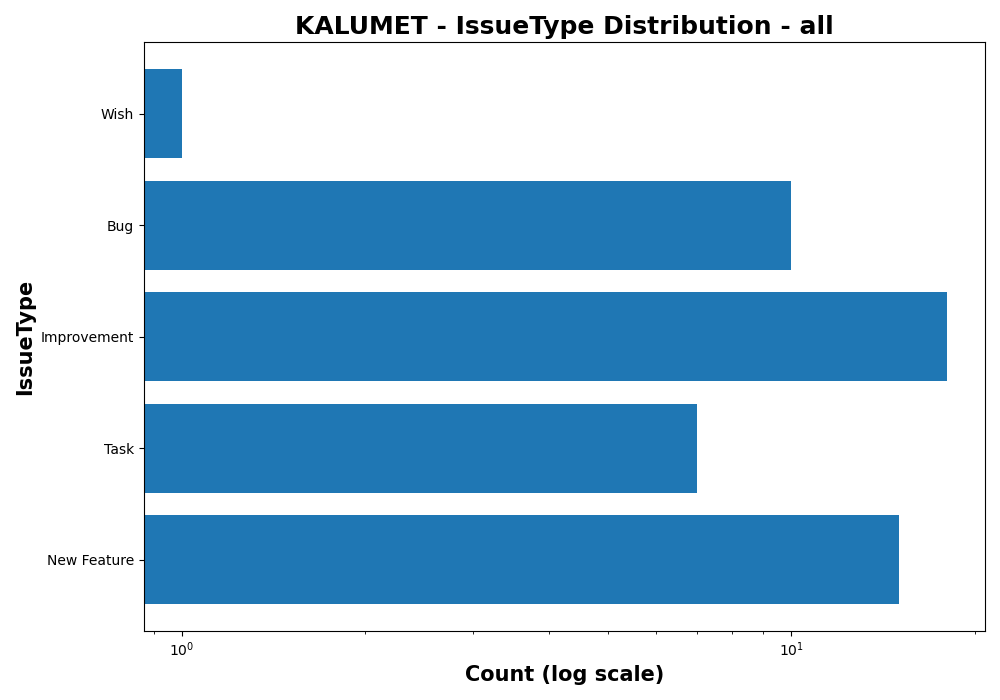 KALUMET - IssueType Distribution - all
IssueType
Wish
Bug
Improvement
Task
New Feature
10⁰
10¹
Count (log scale)